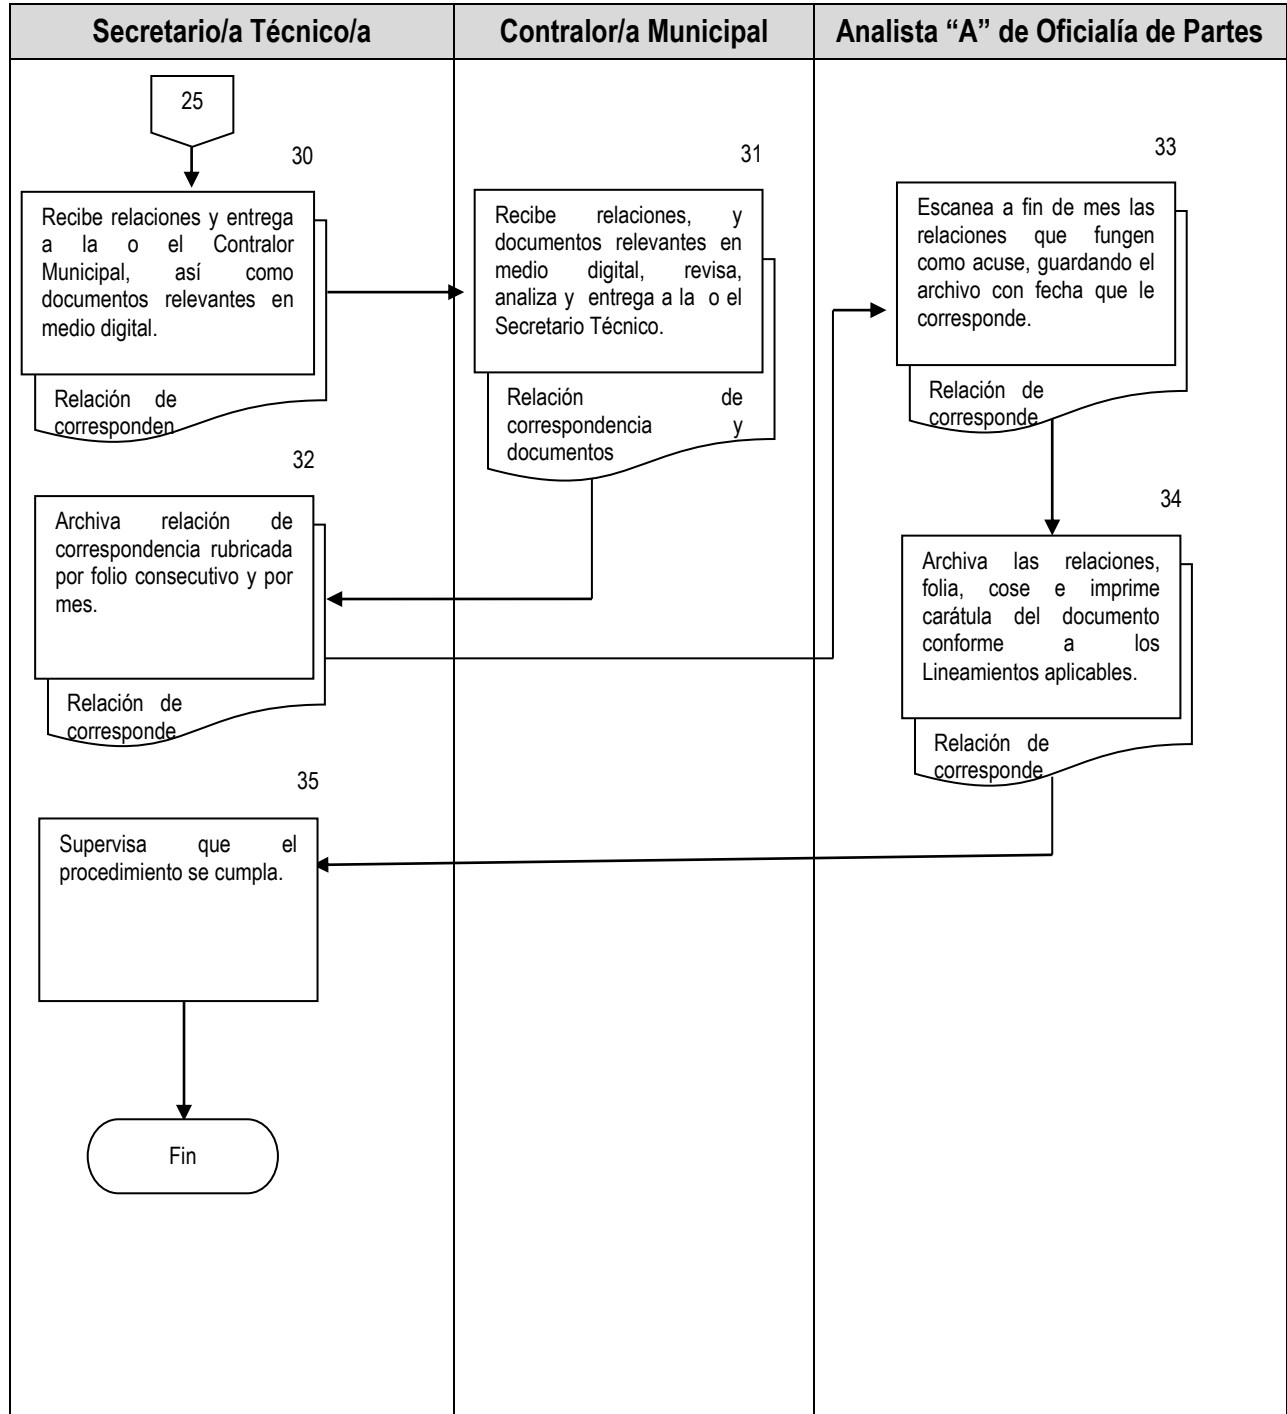 Secretario/a Técnico/a
Contralor/a Municipal
Analista “A” de Oficialía de Partes
25
30
Recibe relaciones y entrega
a la o el Contralor
Municipal, así como
documentos relevantes en
medio digital.
Relación de
corresponden
31
Recibe relaciones, y
documentos relevantes en
medio digital, revisa,
analiza y entrega a la o el
Secretario Técnico.
Relación de
correspondencia y
documentos
32
Archiva relación de
correspondencia rubricada
por folio consecutivo y por
mes.
Relación de
corresponde
33
Escanea a fin de mes las
relaciones que fungen
como acuse, guardando el
archivo con fecha que le
corresponde.
Relación de
corresponde
34
Archiva las relaciones,
folia, cose e imprime
carátula del documento
conforme a los
Lineamientos aplicables.
Relación de
corresponde
35
Supervisa que el
procedimiento se cumpla.
Fin